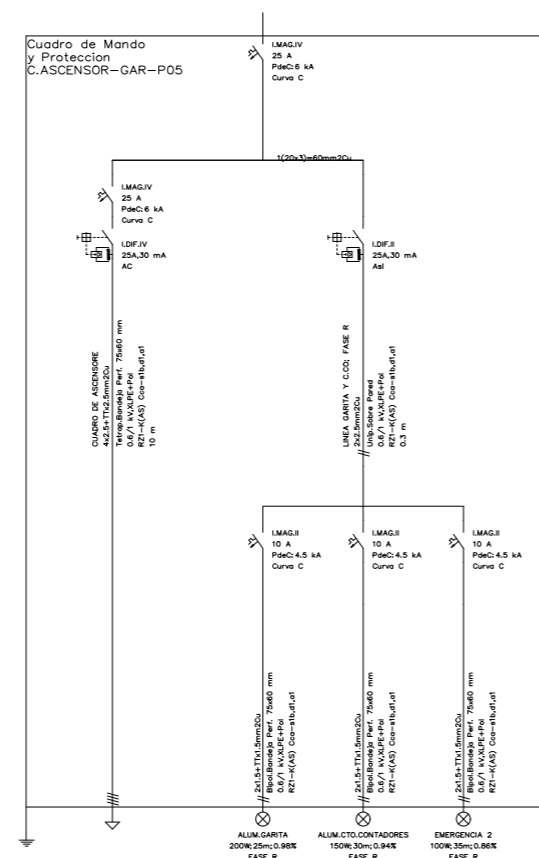 Cuadro de Mando
y Proteccion
C.ASCENSOR-GAR-P05
I.MAG.IV
25 A
PdeC: 6 kA
Curva C
1(20x3)=60mm2Cu
I.MAG.IV
25 A
PdeC: 6 kA
Curva C
I.DIF.IV
25A,30 mA
AC
I.DIF.II
25A,30 mA
Asi
CUADRO DE ASCENSORE
4x2.5+TTx2.5mm2Cu
Tetrap.Bandeja Perf. 75x60 mm
0.6/1 kV,XLPE+Pol
RZ1-K(AS) Cca-s1b,d1,a1
10 m
LINEA GARITA Y C.CO; FASE R
2x2.5mm2Cu
Unip.Sobre Pared
0.6/1 kV,XLPE+Pol
RZ1-K(AS) Cca-s1b,d1,a1
0.3 m
I.MAG.II
10 A
PdeC: 4.5 kA
Curva C
I.MAG.II
10 A
PdeC: 4.5 kA
Curva C
I.MAG.II
10 A
PdeC: 4.5 kA
Curva C
2x1.5+TTx1.5mm2Cu
Bipol.Bandeja Perf. 75x60 mm
0.6/1 kV,XLPE+Pol
RZ1-K(AS) Cca-s1b,d1,a1
2x1.5+TTx1.5mm2Cu
Bipol.Bandeja Perf. 75x60 mm
0.6/1 kV,XLPE+Pol
RZ1-K(AS) Cca-s1b,d1,a1
2x1.5+TTx1.5mm2Cu
Bipol.Bandeja Perf. 75x60 mm
0.6/1 kV,XLPE+Pol
RZ1-K(AS) Cca-s1b,d1,a1
ALUM.GARITA
200W;25m;0.98%
FASE R
ALUM.CTO.CONTADORES
150W;30m;0.94%
FASE R
EMERGENCIA 2
100W;35m;0.86%
FASE R